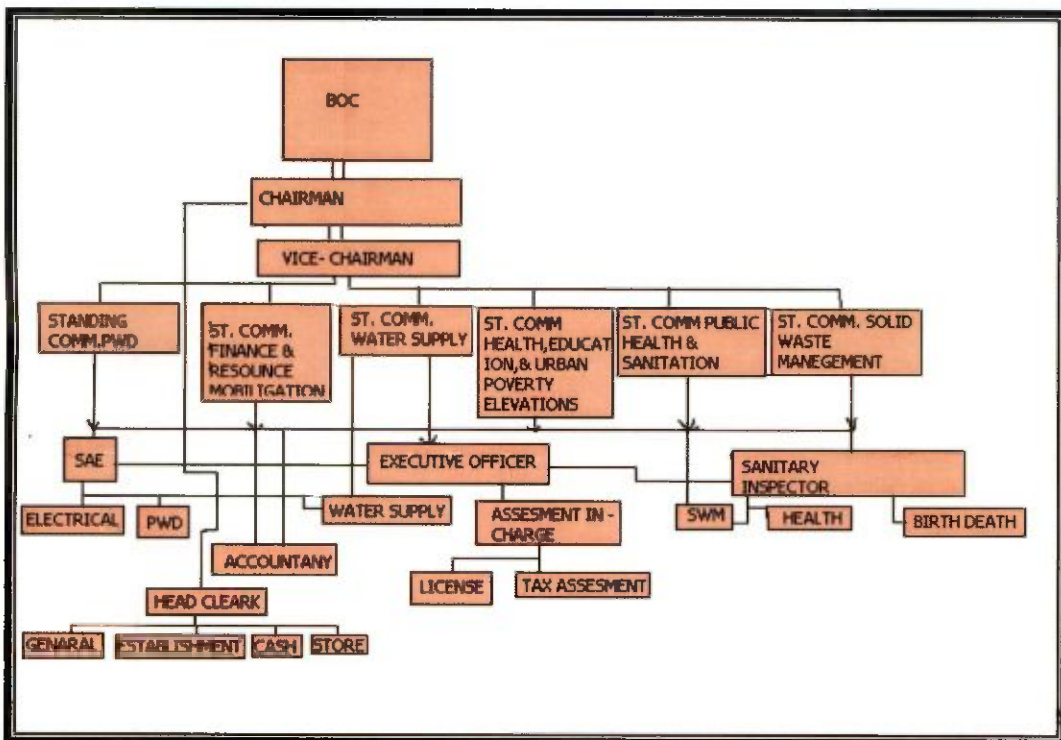 BOC
CHAIRMAN
VICE- CHAIRMAN
STANDING
COMM.PWD
ST. COMM.
FINANCE &
RESOUNCE
MOBILIGATION
ST. COMM.
WATER SUPPLY
ST. COMM
HEALTH,EDUCAT
ION,& URBAN
POVERTY
ELEVATIONS
ST. COMM PUBLIC
HEALTH &
SANITATION
ST. COMM. SOLID
WASTE
MANEGEMENT
SAE
EXECUTIVE OFFICER
SANITARY
INSPECTOR
ELECTRICAL
PWD
WATER SUPPLY
ASSESMENT IN -
CHARGE
SWM
HEALTH
BIRTH DEATH
ACCOUNTANY
LICENSE
TAX ASSESMENT
HEAD CLEARK
GENARAL
ESTABLISHMENT
CASH
STORE